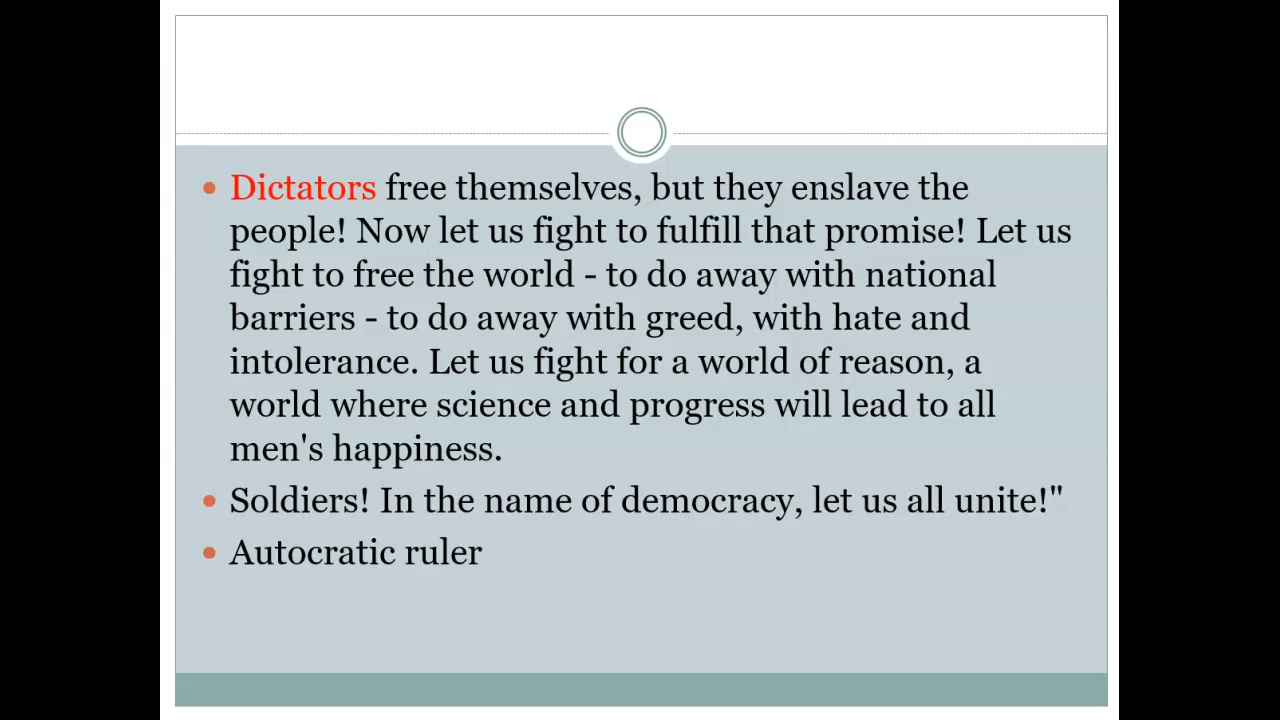 Dictators free themselves, but they enslave the
people! Now let us fight to fulfill that promise! Let us
fight to free the world - to do away with national
barriers - to do away with greed, with hate and
intolerance. Let us fight for a world of reason, a
world where science and progress will lead to all
men's happiness.
Soldiers! In the name of democracy, let us all unite!"
Autocratic ruler